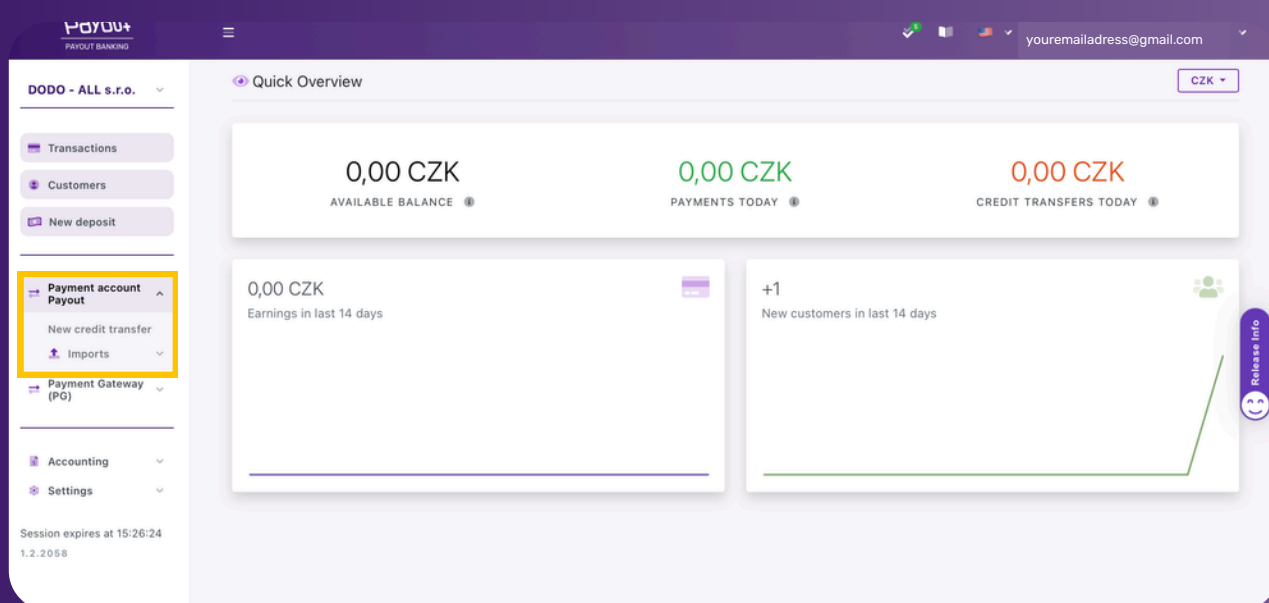 Payout
PAYOUT BANKING
5
youremailadress@gmail.com
DODO - ALL s.r.o.
Quick Overview
CZK
Transactions
Customers
New deposit
0,00 CZK
AVAILABLE BALANCE
0,00 CZK
PAYMENTS TODAY
0,00 CZK
CREDIT TRANSFERS TODAY
Payment account
Payout
New credit transfer
Imports
Payment Gateway
(PG)
Accounting
Settings
Session expires at 15:26:24
1.2.2058
0,00 CZK
Earnings in last 14 days
+1
New customers in last 14 days
Release Info